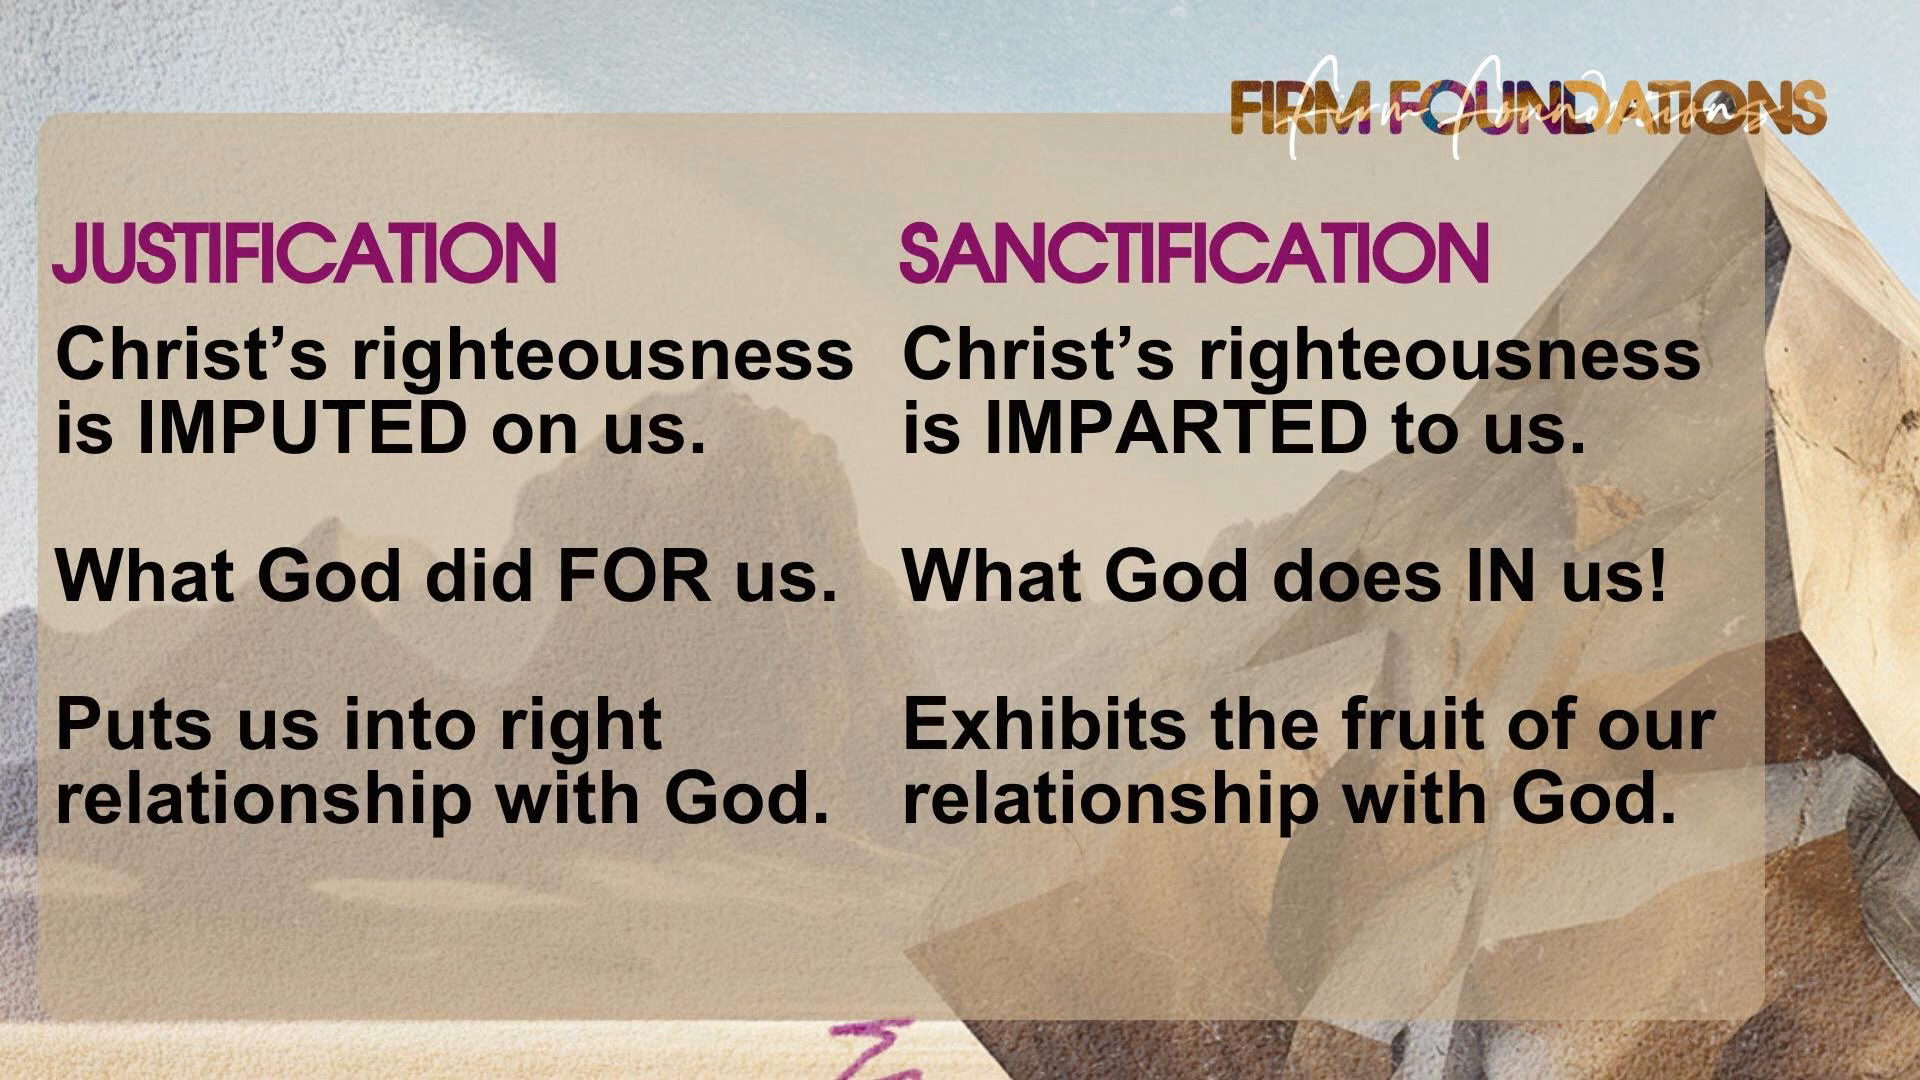 FIRM FOUNDATIONS
Firm Foundations
JUSTIFICATION
Christ’s righteousness
is IMPUTED on us.
What God did FOR us.
Puts us into right
relationship with God.
SANCTIFICATION
Christ’s righteousness
is IMPARTED to us.
What God does IN us!
Exhibits the fruit of our
relationship with God.